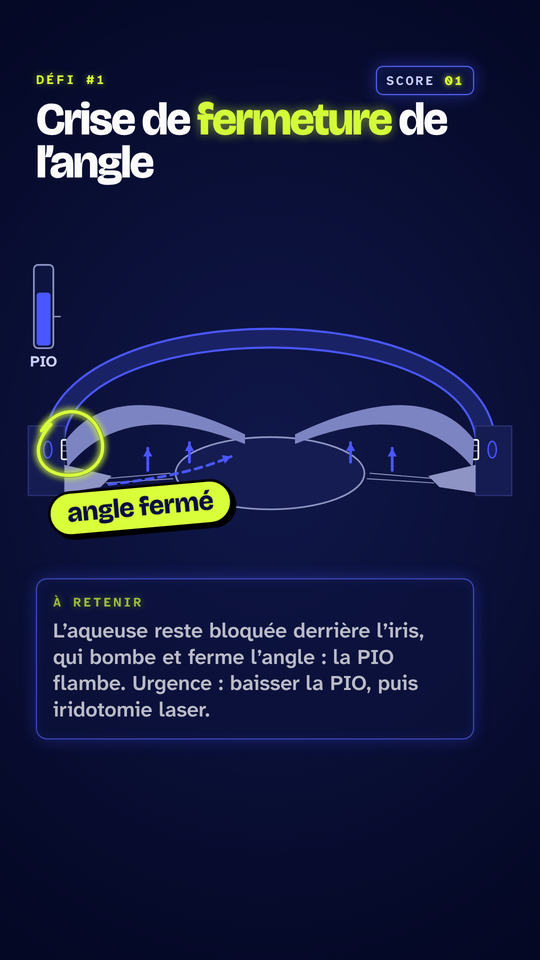 DÉFI #1
SCORE 01
Crise de fermeture de
l'angle
PIO
angle fermé
À RETENIR
L'aqueuse reste bloquée derrière l'iris,
qui bombe et ferme l'angle : la PIO
flambe. Urgence : baisser la PIO, puis
iridotomie laser.